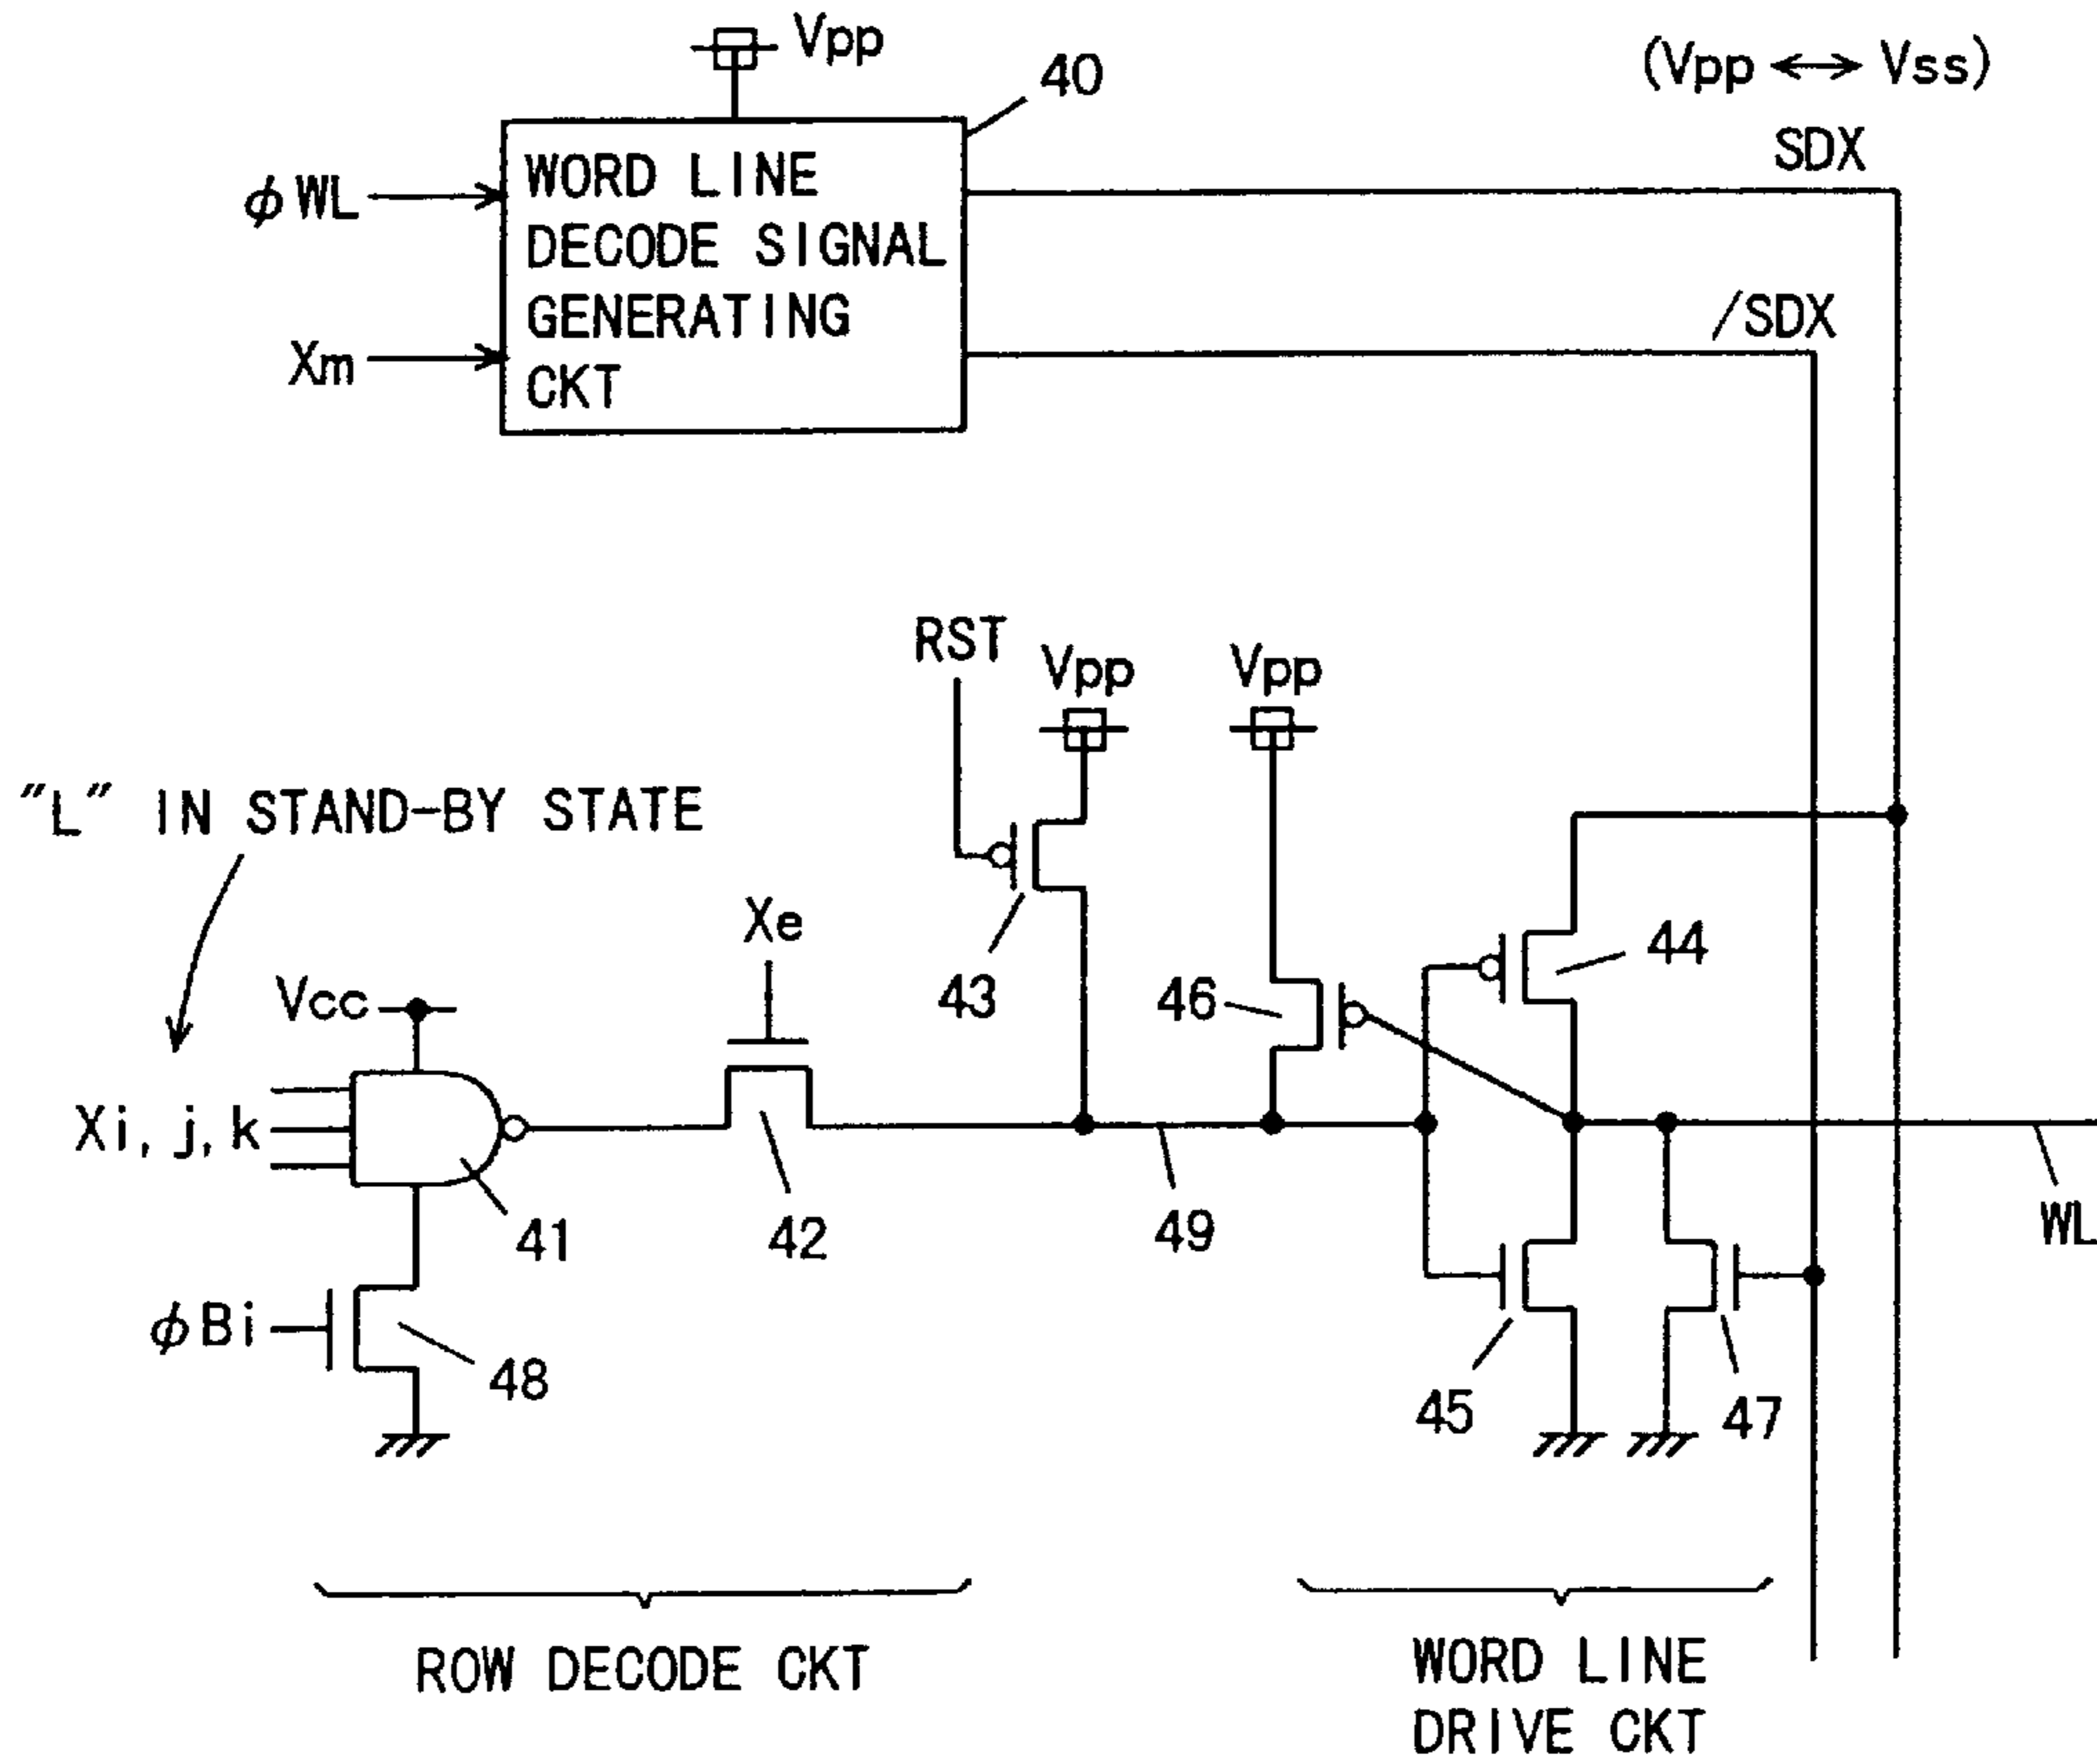 Vpp
40
(Vpp ↔ Vss)
φWL
WORD LINE
DECODE SIGNAL
GENERATING
CKT
SDX
Xm
/SDX
RST
Vpp
Vpp
"L" IN STAND-BY STATE
Xe
43
46
44
Vcc
Xi, j, k
41
42
49
WL
φBi
48
45
47
ROW DECODE CKT
WORD LINE
DRIVE CKT